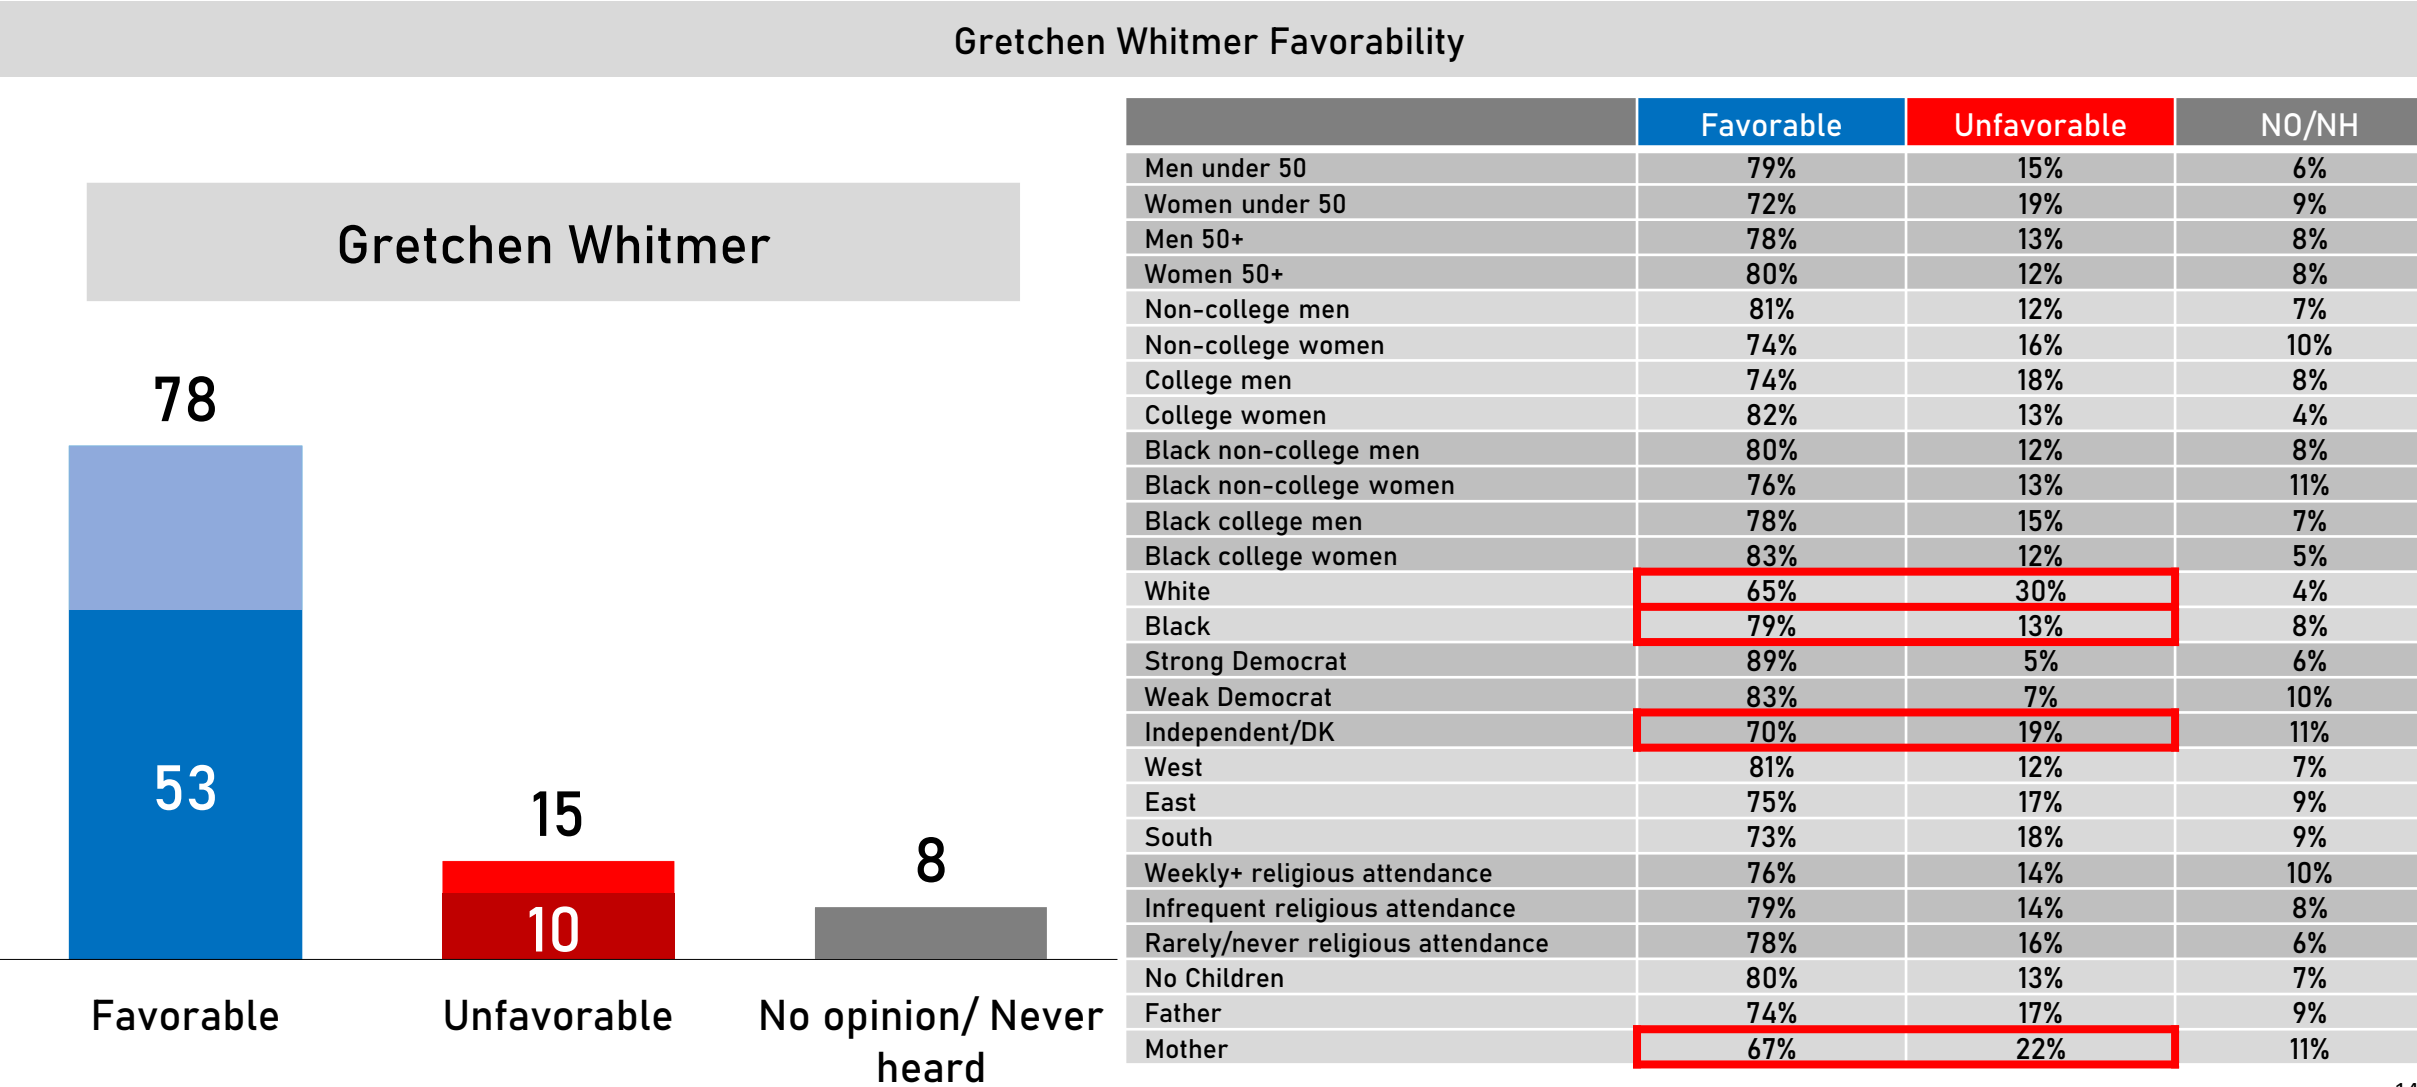 Gretchen Whitmer Favorability
Gretchen Whitmer
78
53
15
10
8
Favorable
Unfavorable
No opinion/ Never
heard
Favorable Unfavorable NO/NH
Men under 50 79% 15% 6%
Women under 50 72% 19% 9%
Men 50+ 78% 13% 8%
Women 50+ 80% 12% 8%
Non-college men 81% 12% 7%
Non-college women 74% 16% 10%
College men 74% 18% 8%
College women 82% 13% 4%
Black non-college men 80% 12% 8%
Black non-college women 76% 13% 11%
Black college men 78% 15% 7%
Black college women 83% 12% 5%
White 65% 30% 4%
Black 79% 13% 8%
Strong Democrat 89% 5% 6%
Weak Democrat 83% 7% 10%
Independent/DK 70% 19% 11%
West 81% 12% 7%
East 75% 17% 9%
South 73% 18% 9%
Weekly+ religious attendance 76% 14% 10%
Infrequent religious attendance 79% 14% 8%
Rarely/never religious attendance 78% 16% 6%
No Children 80% 13% 7%
Father 74% 17% 9%
Mother 67% 22% 11%